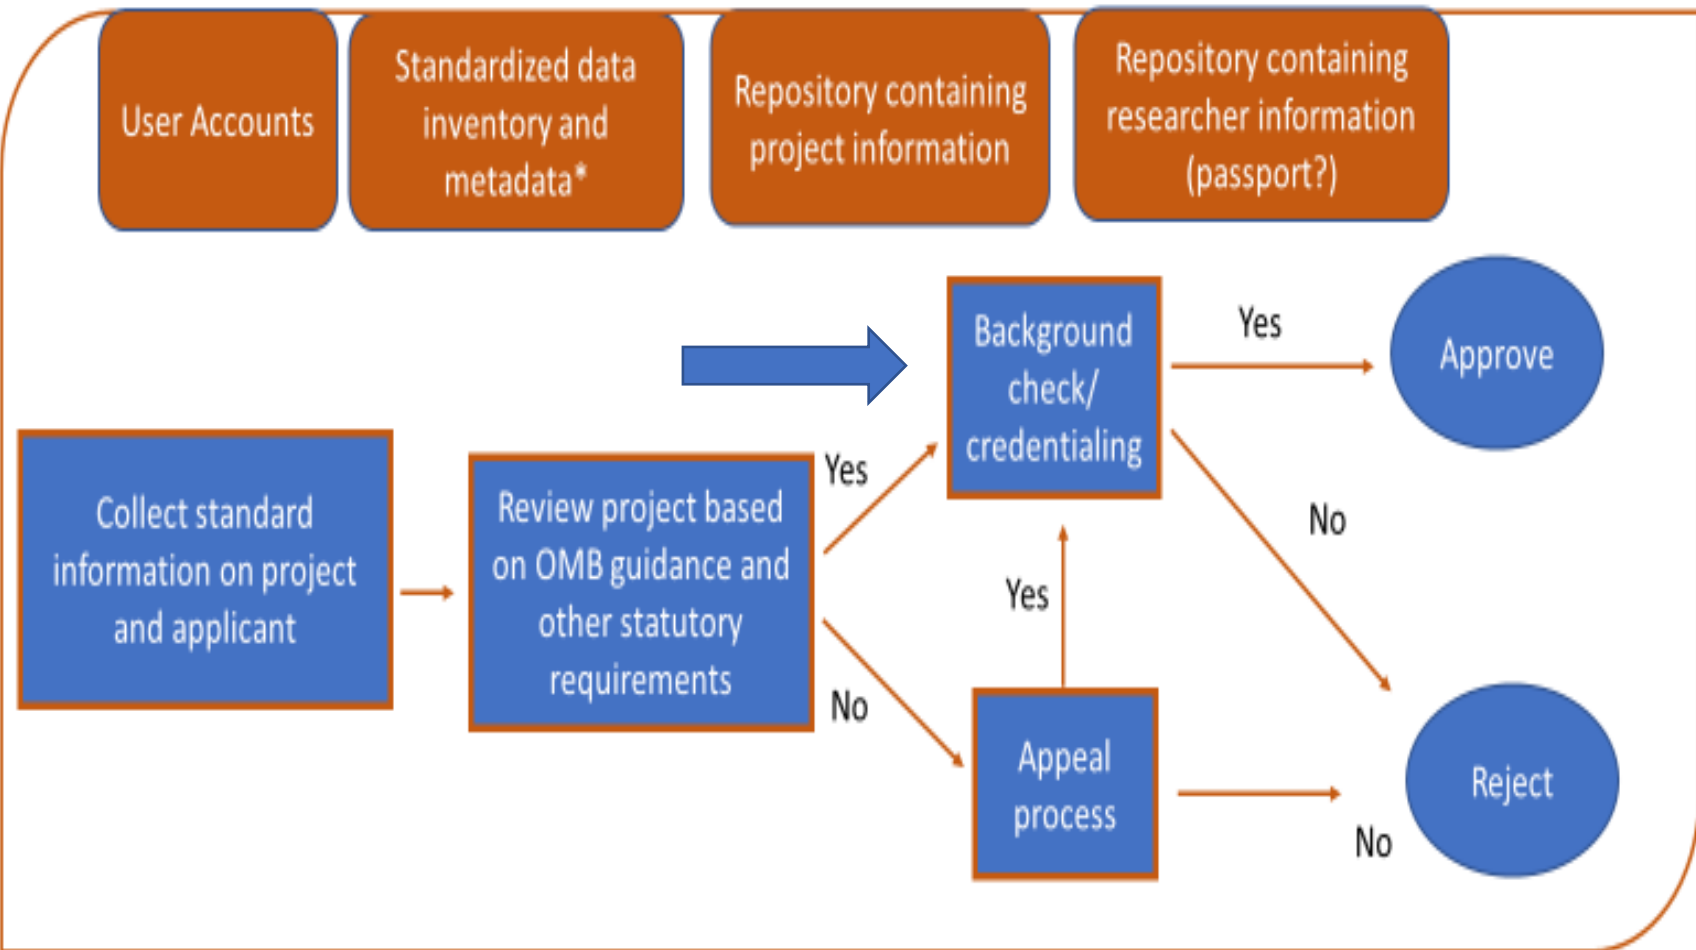 User Accounts
Standardized data
inventory and
metadata*
Repository containing
project information
Repository containing
researcher information
(passport?)
Collect standard
information on project
and applicant
Review project based
on OMB guidance and
other statutory
requirements
Yes
No
Background
check/
credentialing
Yes
Appeal
process
Yes
No
No
Approve
Reject